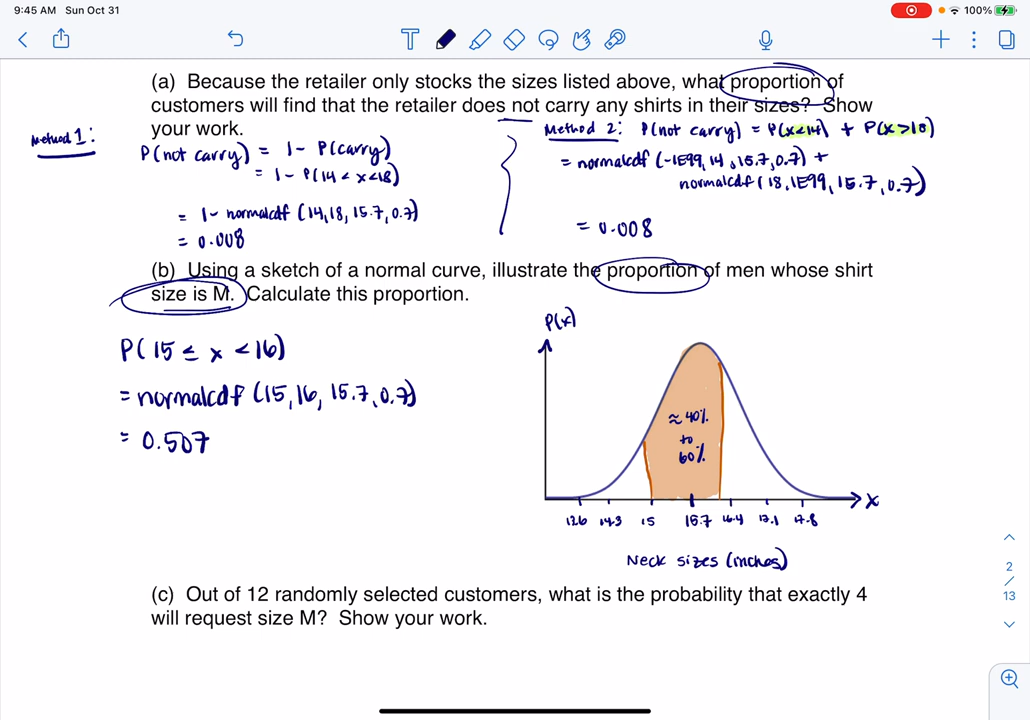 9:45 AM Sun Oct 31
100%
(a) Because the retailer only stocks the sizes listed above, what proportion of
customers will find that the retailer does not carry any shirts in their sizes? Show
your work.
Method 1:
P(not carry) = 1 - P(carry)
= 1 - P(14 < x < 18)
= 1 - normalcdf (14, 18, 15.7, 0.7)
= 0.008
Method 2: P(not carry) = P(x<14) + P(x>18)
= normalcdf (-1E99, 14, 15.7, 0.7) +
normalcdf (18, 1E99, 15.7, 0.7)
= 0.008
(b) Using a sketch of a normal curve, illustrate the proportion of men whose shirt
size is M. Calculate this proportion.
P(15 ≤ x < 16)
= normalcdf (15, 16, 15.7, 0.7)
= 0.507
P(x)
≈ 40%
to
60%
x
12.6 14.3 15 15.7 16.4 17.1 17.8
Neck sizes (inches)
(c) Out of 12 randomly selected customers, what is the probability that exactly 4
will request size M? Show your work.
2
/
13